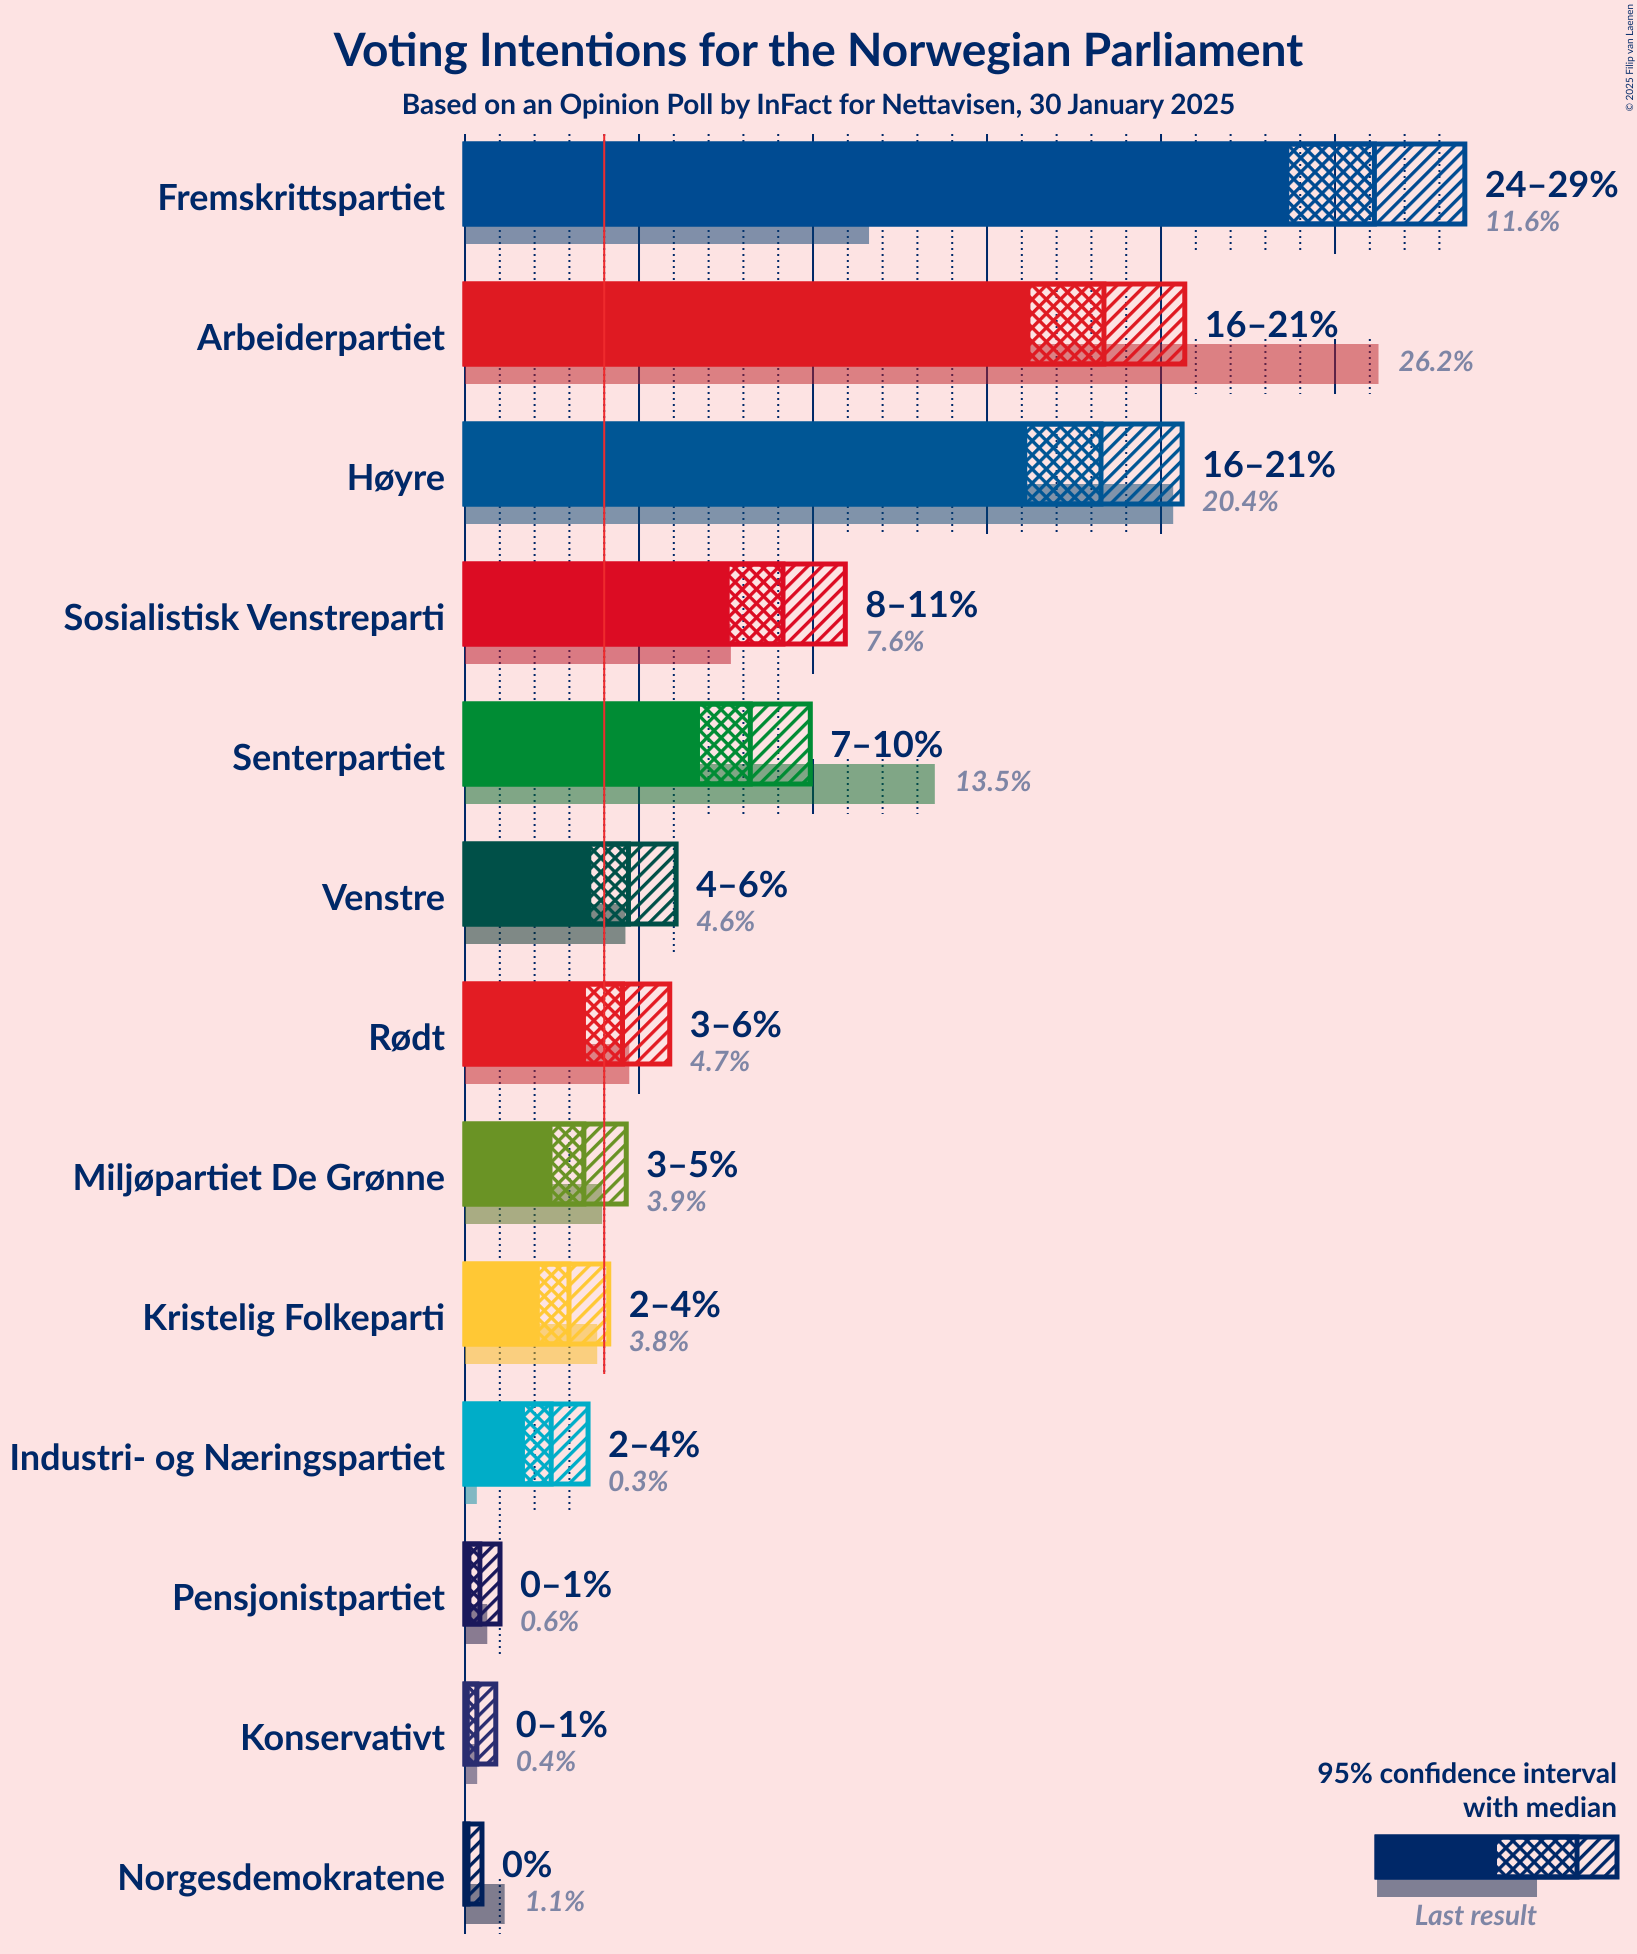 Voting Intentions for the Norwegian Parliament
Based on an Opinion Poll by InFact for Nettavisen, 30 January 2025
© 2025 Filip van Laenen
Fremskrittspartiet
24–29%
11.6%
Arbeiderpartiet
16–21%
26.2%
Høyre
16–21%
20.4%
Sosialistisk Venstreparti
8–11%
7.6%
Senterpartiet
7–10%
13.5%
Venstre
4–6%
4.6%
Rødt
3–6%
4.7%
Miljøpartiet De Grønne
3–5%
3.9%
Kristelig Folkeparti
2–4%
3.8%
Industri- og Næringspartiet
2–4%
0.3%
Pensjonistpartiet
0–1%
0.6%
Konservativt
0–1%
0.4%
Norgesdemokratene
0%
1.1%
95% confidence interval
with median
Last result